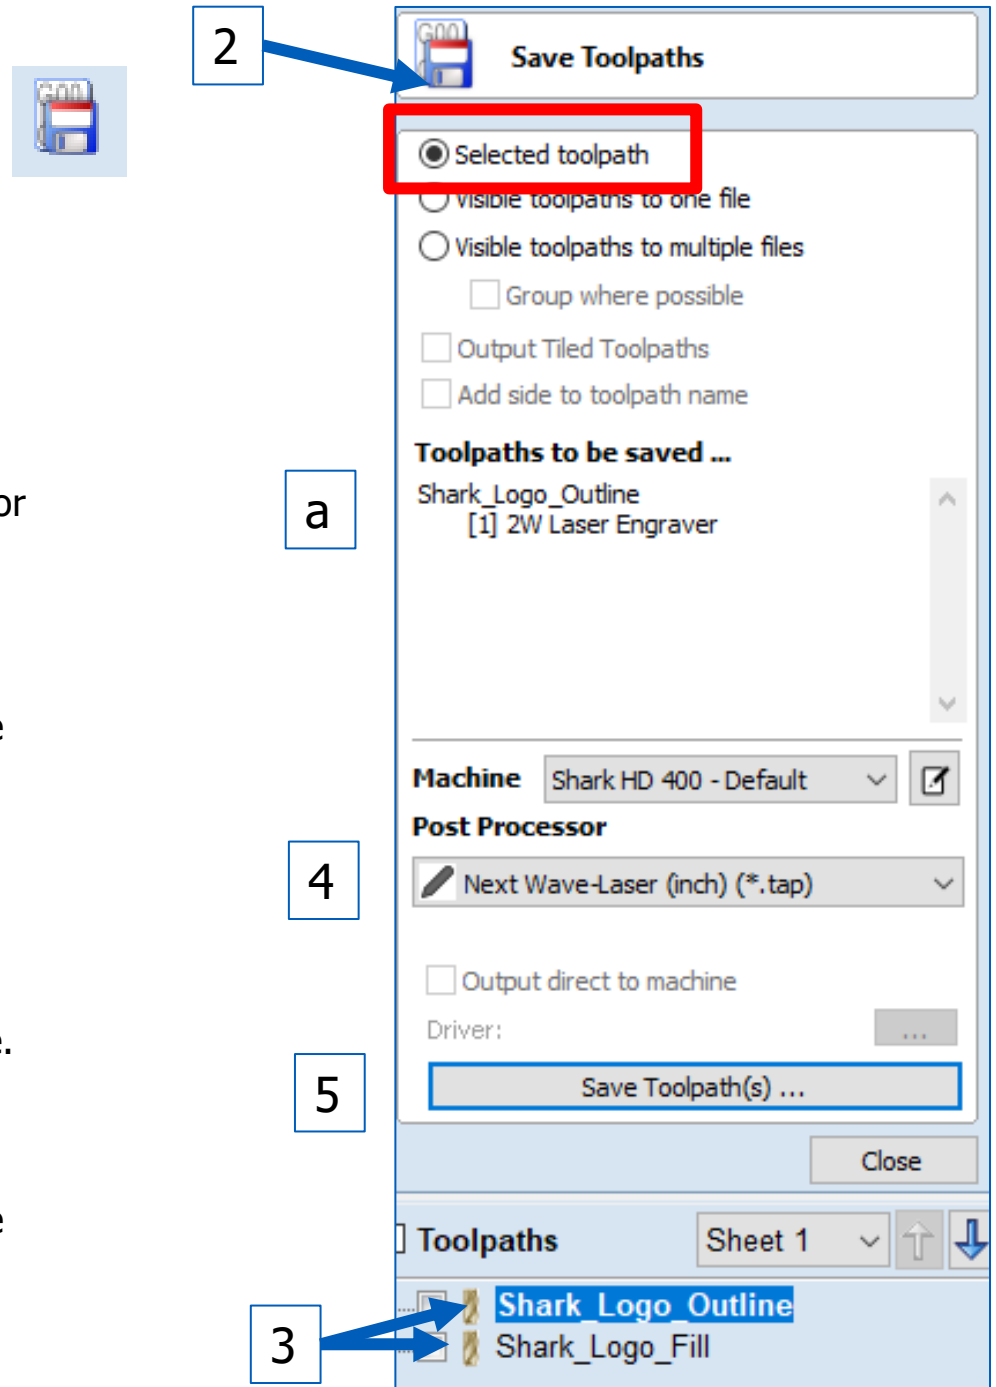 2
G00
Save Toolpaths
G00
Selected toolpath
Visible toolpaths to one file
Visible toolpaths to multiple files
Group where possible
Output Tiled Toolpaths
Add side to toolpath name
Toolpaths to be saved ...
or
a
Shark_Logo_Outline
[1] 2W Laser Engraver
e
Machine
Shark HD 400 - Default
Post Processor
4
Next Wave-Laser (inch) (*.tap)
Output direct to machine
e.
Driver:
...
5
Save Toolpath(s) ...
Close
e
Toolpaths
Sheet 1
3
Shark_Logo_Outline
Shark_Logo_Fill